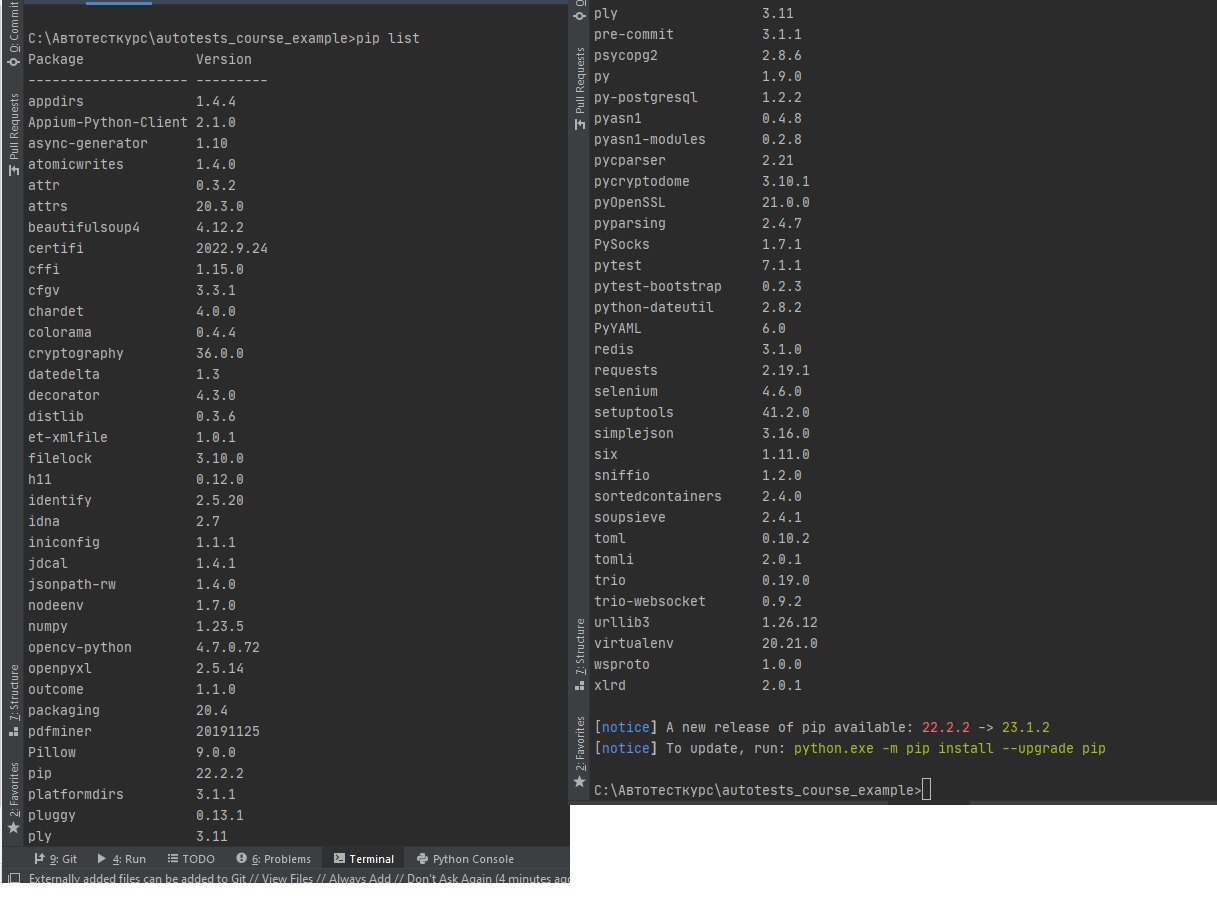 C:\Автотесткурс\autotests_course_example>pip list
Package Version
-------------------- ---------
appdirs 1.4.4
Appium-Python-Client 2.1.0
async-generator 1.10
atomicwrites 1.4.0
attr 0.3.2
attrs 20.3.0
beautifulsoup4 4.12.2
certifi 2022.9.24
cffi 1.15.0
cfgv 3.3.1
chardet 4.0.0
colorama 0.4.4
cryptography 36.0.0
datedelta 1.3
decorator 4.3.0
distlib 0.3.6
et-xmlfile 1.0.1
filelock 3.10.0
h11 0.12.0
identify 2.5.20
idna 2.7
iniconfig 1.1.1
jdcal 1.4.1
jsonpath-rw 1.4.0
nodeenv 1.7.0
numpy 1.23.5
opencv-python 4.7.0.72
openpyxl 2.5.14
outcome 1.1.0
packaging 20.4
pdfminer 20191125
Pillow 9.0.0
pip 22.2.2
platformdirs 3.1.1
pluggy 0.13.1
ply 3.11
0: Commit
Pull Requests
7: Structure
2: Favorites
9: Git 4: Run TODO 6: Problems Terminal Python Console
Externally added files can be added to Git // View Files // Always Add // Don't Ask Again (4 minutes
ply 3.11
pre-commit 3.1.1
psycopg2 2.8.6
py 1.9.0
py-postgresql 1.2.2
pyasn1 0.4.8
pyasn1-modules 0.2.8
pycparser 2.21
pycryptodome 3.10.1
pyOpenSSL 21.0.0
pyparsing 2.4.7
PySocks 1.7.1
pytest 7.1.1
pytest-bootstrap 0.2.3
python-dateutil 2.8.2
PyYAML 6.0
redis 3.1.0
requests 2.19.1
selenium 4.6.0
setuptools 41.2.0
simplejson 3.16.0
six 1.11.0
sniffio 1.2.0
sortedcontainers 2.4.0
soupsieve 2.4.1
toml 0.10.2
tomli 2.0.1
trio 0.19.0
trio-websocket 0.9.2
urllib3 1.26.12
virtualenv 20.21.0
wsproto 1.0.0
xlrd 2.0.1
[notice] A new release of pip available: 22.2.2 -> 23.1.2
[notice] To update, run: python.exe -m pip install --upgrade pip
C:\Автотесткурс\autotests_course_example>
Pull Requests
7: Structure
2: Favorites